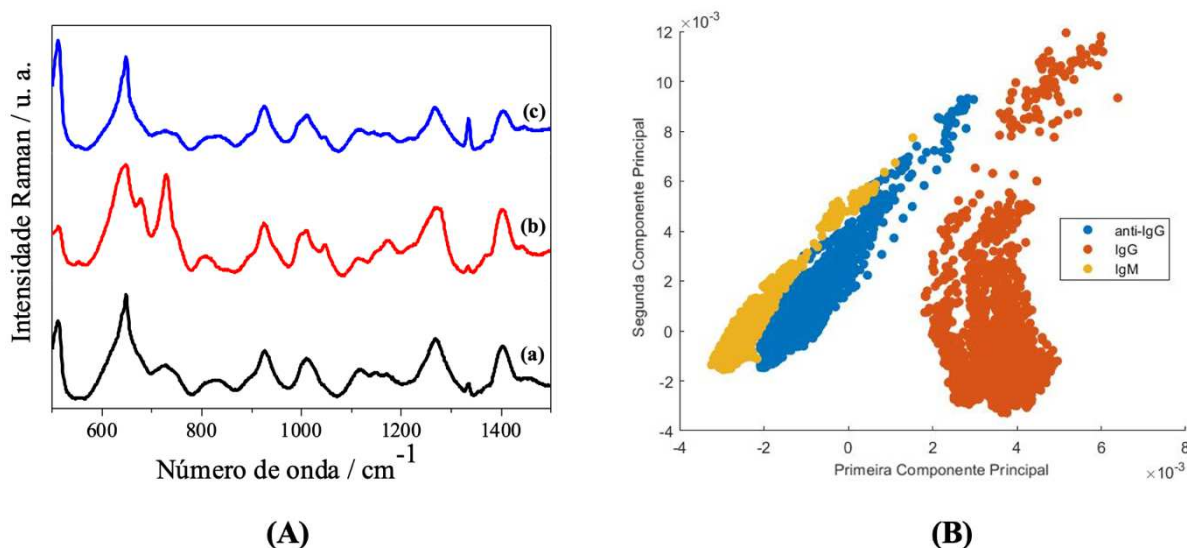 Intensidade Raman / u. a.
(c)
(b)
(a)
600 800 1000 1200 1400
Número de onda / cm-1
(A)
×10-3
12
10
8
6
4
2
0
-2
-4
Segunda Componente Principal
anti-IgG
IgG
IgM
-4 -2 0 2 4 6 8
Primeira Componente Principal
×10-3
(B)